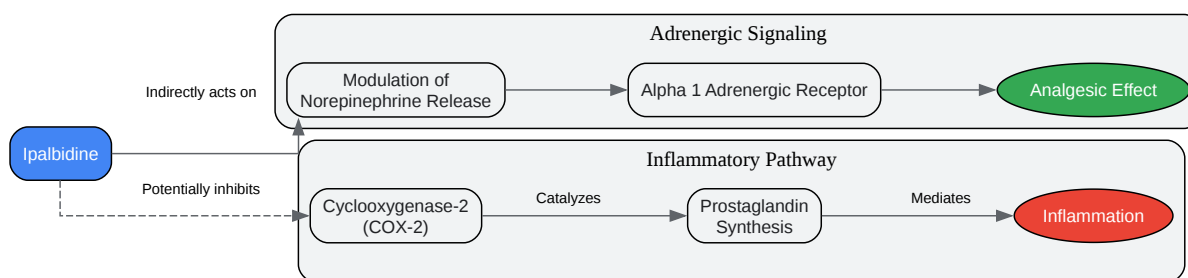 Adrenergic Signaling
Modulation of
Norepinephrine Release
Alpha 1 Adrenergic Receptor
Analgesic Effect
Indirectly acts on
Ipalbidine
Potentially inhibits
Inflammatory Pathway
Cyclooxygenase-2
(COX-2)
Catalyzes
Prostaglandin
Synthesis
Mediates
Inflammation